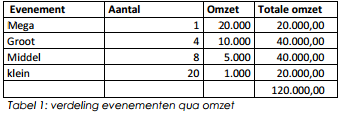 Evenement Aantal Omzet Totale omzet
Mega 1 20.000 20.000,00
Groot 4 10.000 40.000,00
Middel 8 5.000 40.000,00
klein 20 1.000 20.000,00
120.000,00
Tabel 1: verdeling evenementen qua omzet